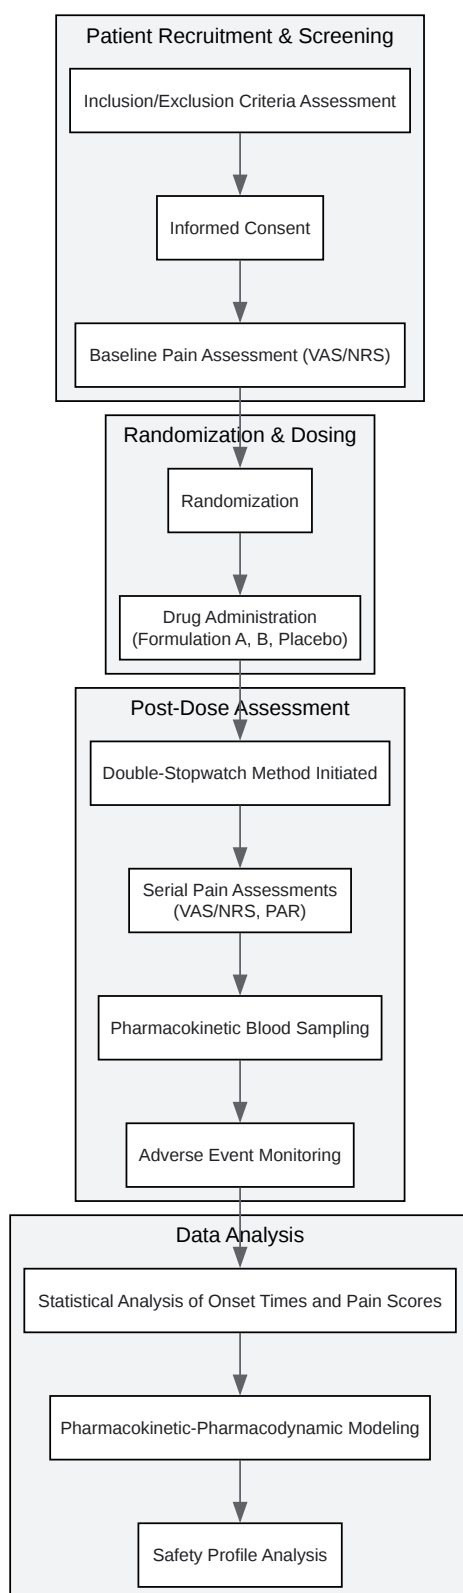 Patient Recruitment & Screening
Inclusion/Exclusion Criteria Assessment
Informed Consent
Baseline Pain Assessment (VAS/NRS)
Randomization & Dosing
Randomization
Drug Administration
(Formulation A, B, Placebo)
Post-Dose Assessment
Double-Stopwatch Method Initiated
Serial Pain Assessments
(VAS/NRS, PAR)
Pharmacokinetic Blood Sampling
Adverse Event Monitoring
Data Analysis
Statistical Analysis of Onset Times and Pain Scores
Pharmacokinetic-Pharmacodynamic Modeling
Safety Profile Analysis